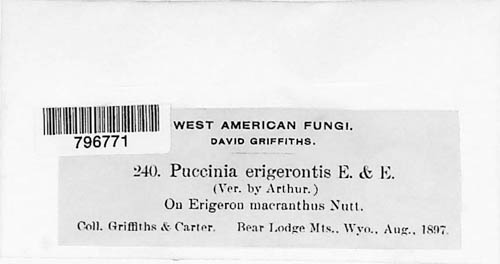 WEST AMERICAN FUNGI.
DAVID GRIFFITHS.
796771
240. Puccinia erigerontis E. & E.
(Ver. by Arthur.)
On Erigeron macranthus Nutt.
Coll. Griffiths & Carter. Bear Lodge Mts., Wyo., Aug., 1897.